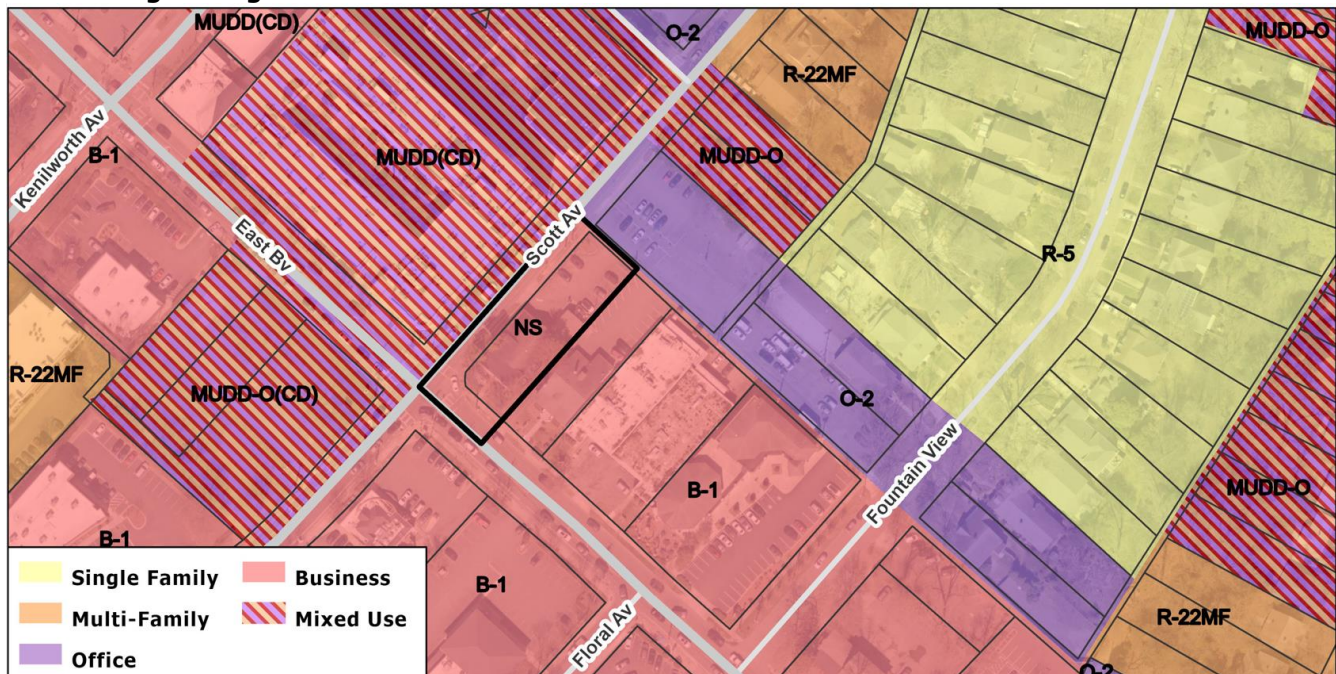 MUDD(CD)
O-2
MUDD-O
R-22MF
MUDD(CD)
MUDD-O
Kenilworth Av
B-1
Scott Av
East Bv
R-5
NS
R-22MF
MUDD-O(CD)
O-2
Fountain View
B-1
MUDD-O
B-1
B-1
R-22MF
Floral Av
O-2
Single Family
Business
Multi-Family
Mixed Use
Office